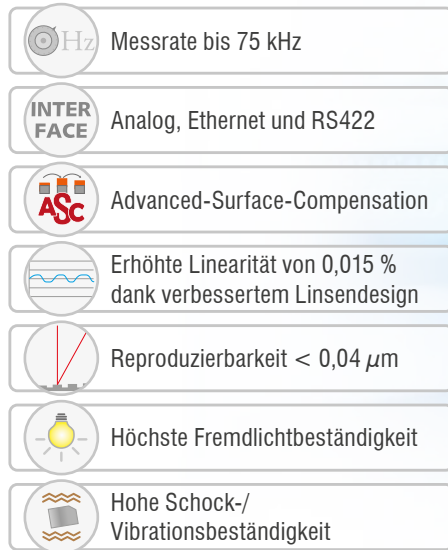 Hz
Messrate bis 75 kHz
INTER
FACE
Analog, Ethernet und RS422
ASC
Advanced-Surface-Compensation
Erhöhte Linearität von 0,015 %
dank verbessertem Linsendesign
Reproduzierbarkeit < 0,04 µm
Höchste Fremdlichtbeständigkeit
Hohe Schock-/
Vibrationsbeständigkeit